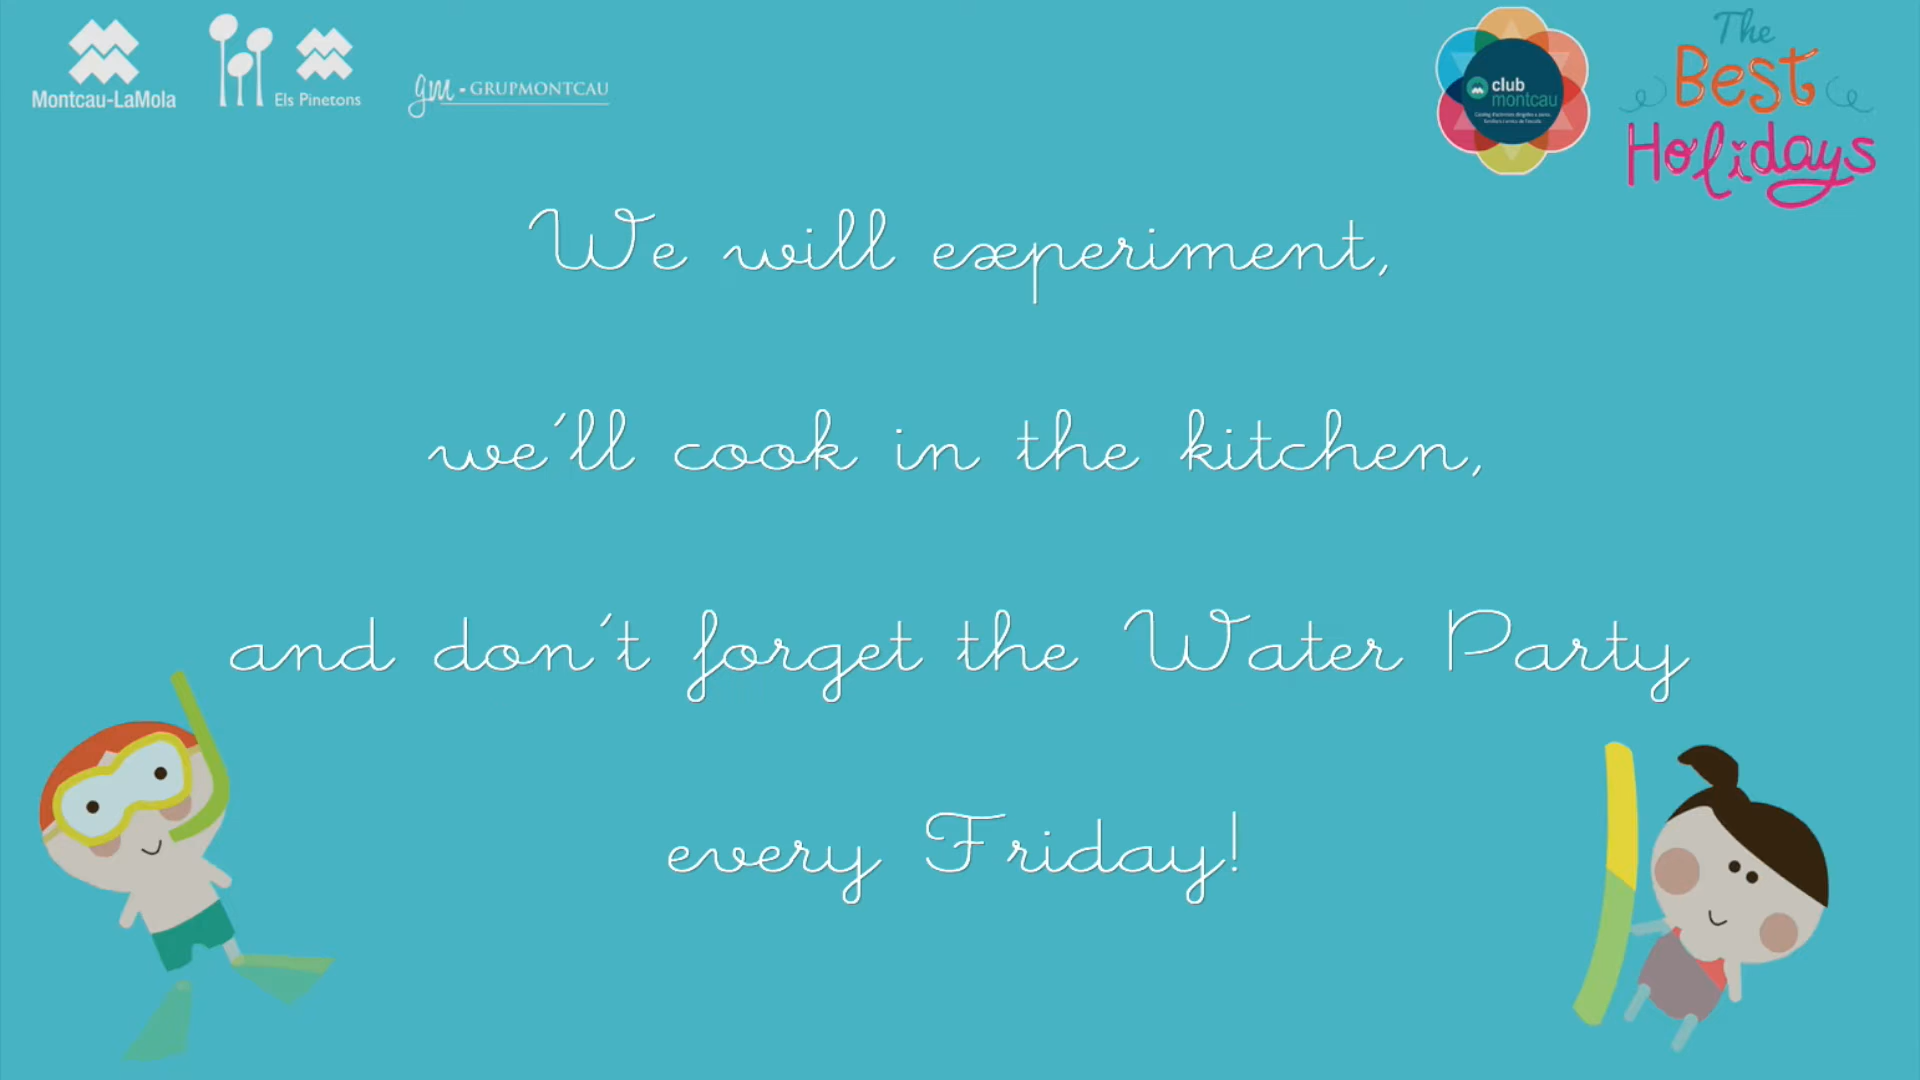 Montcau-LaMola
Els Pinetons
gm - GRUPMONTCAU
club
montcau
The
Best
Holidays
We will experiment,
we'll cook in the kitchen,
and don't forget the Water Party
every Friday!